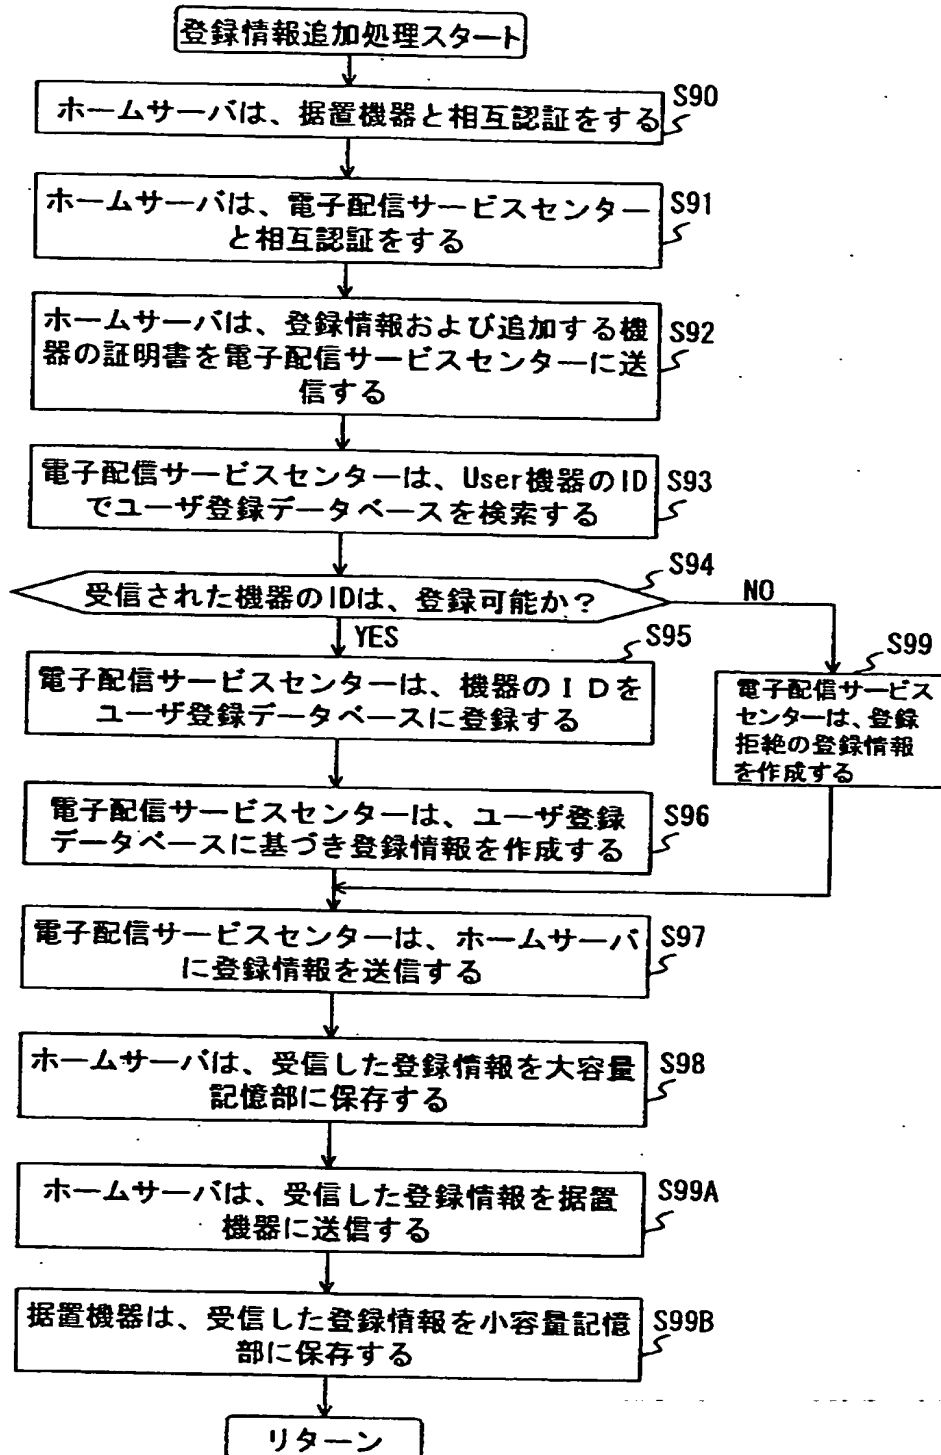 登録情報追加処理スタート
S90
ホームサーバは、据置機器と相互認証をする
ホームサーバは、電子配信サービスセンター
と相互認証をする
S91
ホームサーバは、登録情報および追加する機
器の証明書を電子配信サービスセンターに送
信する
S92
電子配信サービスセンターは、User機器のID
でユーザ登録データベースを検索する
S93
S94
受信された機器のIDは、登録可能か?
NO
YES
S95
電子配信サービスセンターは、機器のIDを
ユーザ登録データベースに登録する
S99
電子配信サービス
センターは、登録
拒絶の登録情報
を作成する
電子配信サービスセンターは、ユーザ登録
データベースに基づき登録情報を作成する
S96
電子配信サービスセンターは、ホームサーバ
に登録情報を送信する
S97
ホームサーバは、受信した登録情報を大容量
記憶部に保存する
S98
ホームサーバは、受信した登録情報を据置
機器に送信する
S99A
据置機器は、受信した登録情報を小容量記憶
部に保存する
S99B
リターン